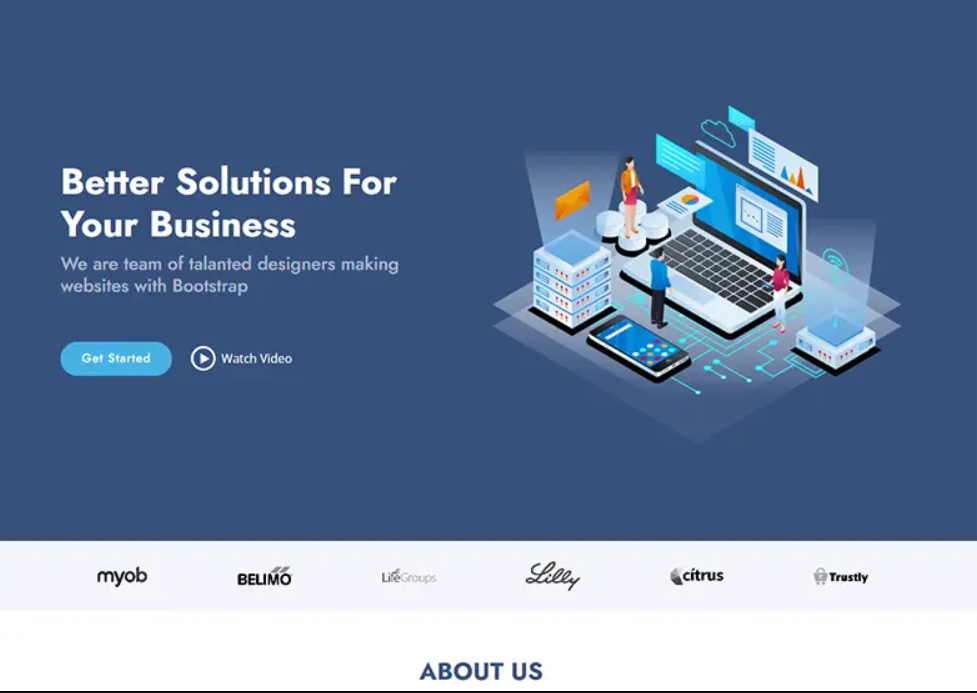 Better Solutions For
Your Business
We are team of talanted designers making
websites with Bootstrap
Get Started
Watch Video
myob
BELIMO
LifeGroups
Lilly
citrus
Trustly
ABOUT US